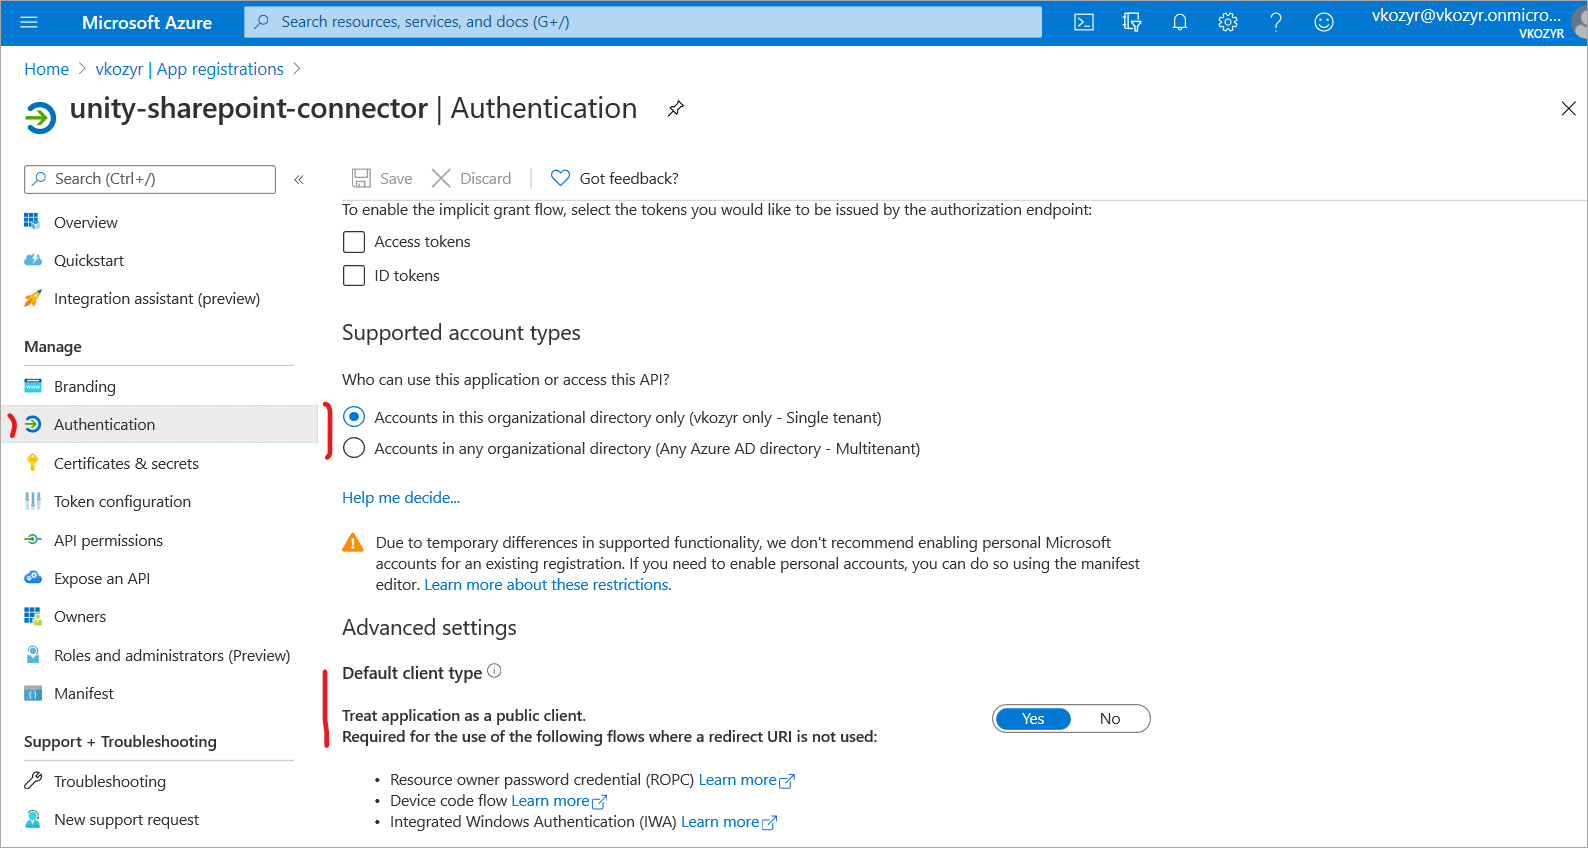 Microsoft Azure
Search resources, services, and docs (G+/)
vkozyr@vkozyr.onmicro...
VKOZYR
Home > vkozyr | App registrations >
unity-sharepoint-connector | Authentication
Search (Ctrl+/)
«
Save
Discard
Got feedback?
Overview
Quickstart
Integration assistant (preview)
Manage
Branding
Authentication
Certificates & secrets
Token configuration
API permissions
Expose an API
Owners
Roles and administrators (Preview)
Manifest
Support + Troubleshooting
Troubleshooting
New support request
To enable the implicit grant flow, select the tokens you would like to be issued by the authorization endpoint:
Access tokens
ID tokens
Supported account types
Who can use this application or access this API?
Accounts in this organizational directory only (vkozyr only - Single tenant)
Accounts in any organizational directory (Any Azure AD directory - Multitenant)
Help me decide...
Due to temporary differences in supported functionality, we don't recommend enabling personal Microsoft
accounts for an existing registration. If you need to enable personal accounts, you can do so using the manifest
editor. Learn more about these restrictions.
Advanced settings
Default client type
Treat application as a public client.
Required for the use of the following flows where a redirect URI is not used:
Yes
No
• Resource owner password credential (ROPC) Learn more
• Device code flow Learn more
• Integrated Windows Authentication (IWA) Learn more